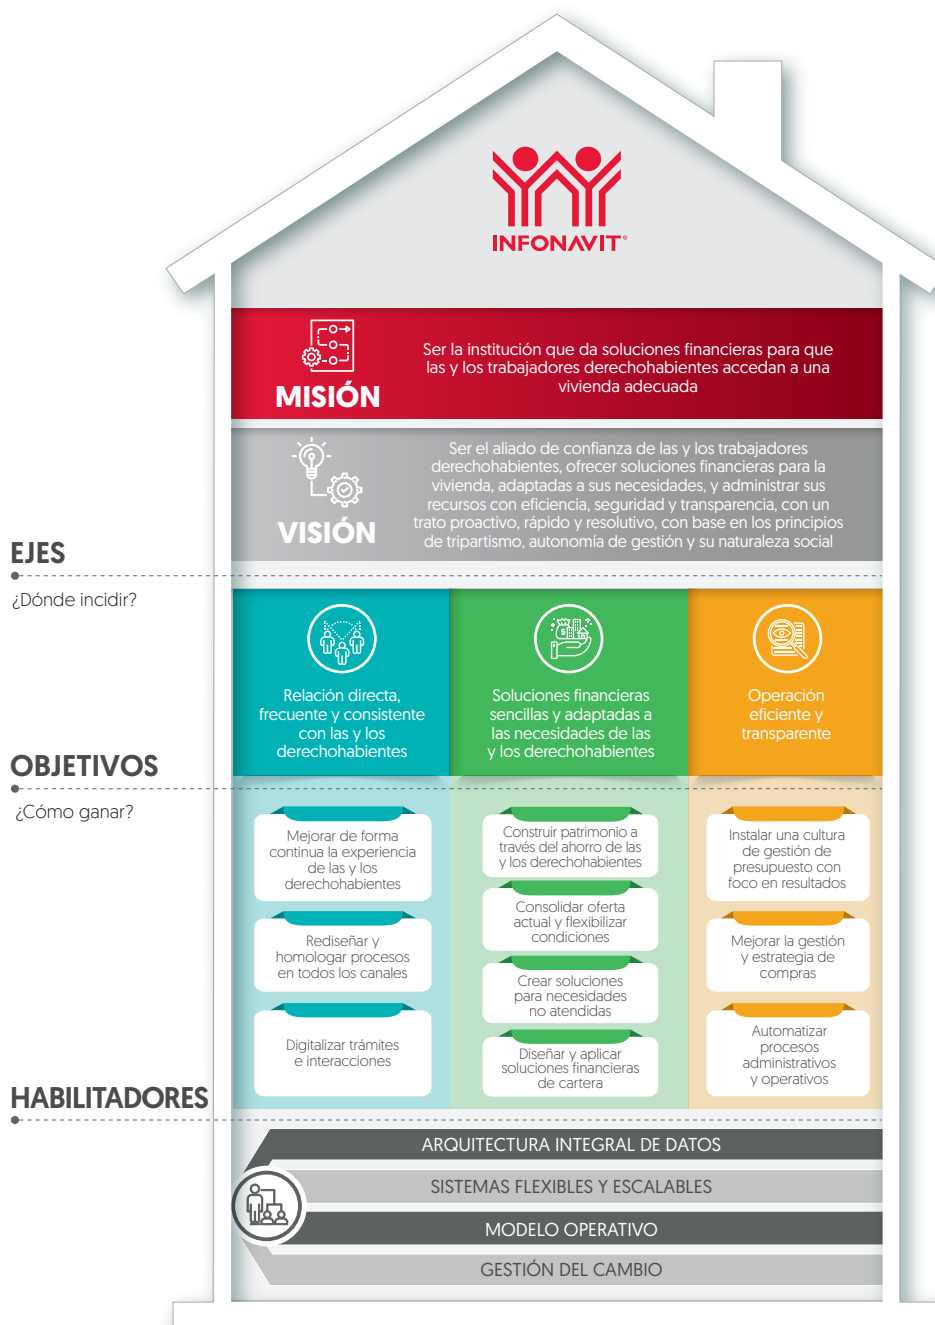 INFONAVIT®
MISIÓN
Ser la institución que da soluciones financieras para que
las y los trabajadores derechohabientes accedan a una
vivienda adecuada
VISIÓN
Ser el aliado de confianza de las y los trabajadores
derechohabientes, ofrecer soluciones financieras para la
vivienda, adaptadas a sus necesidades, y administrar sus
recursos con eficiencia, seguridad y transparencia, con un
trato proactivo, rápido y resolutivo, con base en los principios
de tripartismo, autonomía de gestión y su naturaleza social
EJES
¿Dónde incidir?
Relación directa,
frecuente y consistente
con las y los
derechohabientes
Soluciones financieras
sencillas y adaptadas a
las necesidades de las
y los derechohabientes
Operación
eficiente y
transparente
OBJETIVOS
¿Cómo ganar?
Mejorar de forma
continua la experiencia
de las y los
derechohabientes
Rediseñar y
homologar procesos
en todos los canales
Digitalizar trámites
e interacciones
Construir patrimonio a
través del ahorro de las
y los derechohabientes
Consolidar oferta
actual y flexibilizar
condiciones
Crear soluciones
para necesidades
no atendidas
Diseñar y aplicar
soluciones financieras
de cartera
Instalar una cultura
de gestión de
presupuesto con
foco en resultados
Mejorar la gestión
y estrategia de
compras
Automatizar
procesos
administrativos
y operativos
HABILITADORES
ARQUITECTURA INTEGRAL DE DATOS
SISTEMAS FLEXIBLES Y ESCALABLES
MODELO OPERATIVO
GESTIÓN DEL CAMBIO